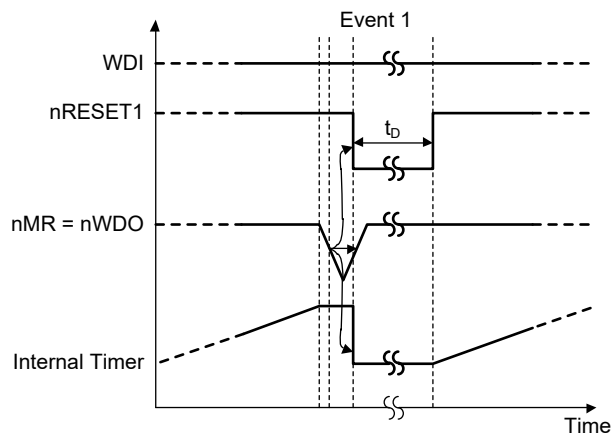 Event 1
WDI
nRESET1
tD
nMR = nWDO
Internal Timer
Time